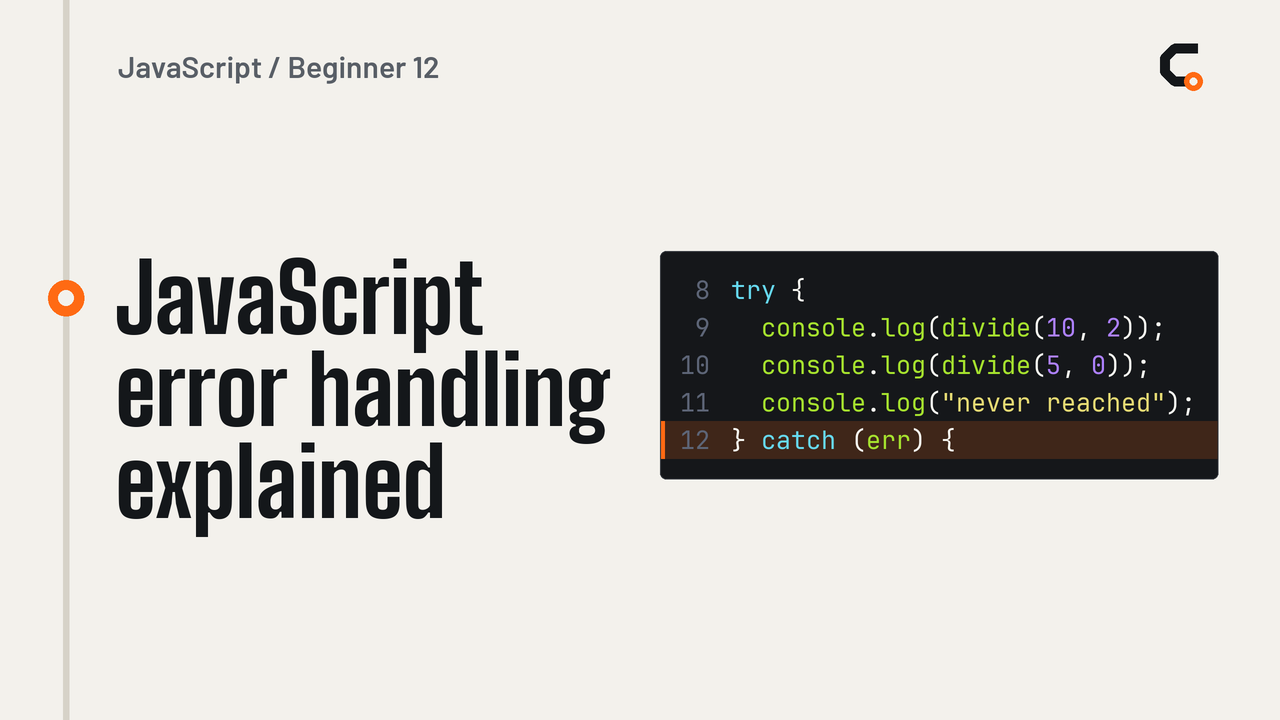 JavaScript / Beginner 12
JavaScript
error handling
explained
8 try {
9 console.log(divide(10, 2));
10 console.log(divide(5, 0));
11 console.log("never reached");
12 } catch (err) {